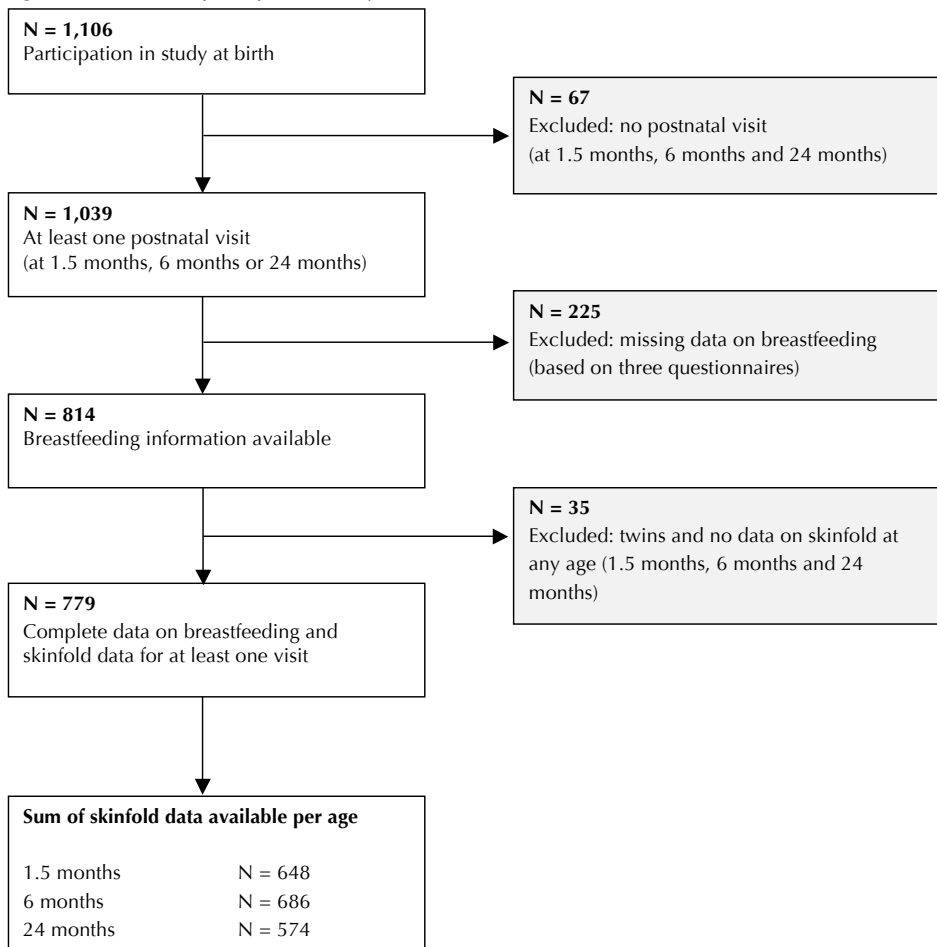 N = 1,106
Participation in study at birth
N = 67
Excluded: no postnatal visit
(at 1.5 months, 6 months and 24 months)
N = 1,039
At least one postnatal visit
(at 1.5 months, 6 months or 24 months)
N = 225
Excluded: missing data on breastfeeding
(based on three questionnaires)
N = 814
Breastfeeding information available
N = 35
Excluded: twins and no data on skinfold at
any age (1.5 months, 6 months and 24
months)
N = 779
Complete data on breastfeeding and
skinfold data for at least one visit
Sum of skinfold data available per age
1.5 months N = 648
6 months N = 686
24 months N = 574